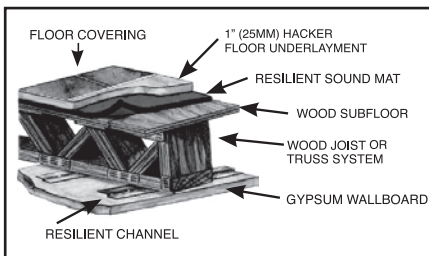 FLOOR COVERING
1" (25MM) HACKER
FLOOR UNDERLAYMENT
RESILIENT SOUND MAT
WOOD SUBFLOOR
WOOD JOIST OR
TRUSS SYSTEM
GYPSUM WALLBOARD
RESILIENT CHANNEL